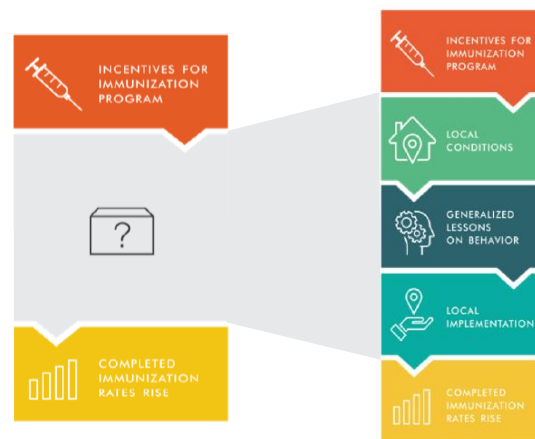 INCENTIVES FOR
IMMUNIZATION
PROGRAM
?
COMPLETED
IMMUNIZATION
RATES RISE
INCENTIVES FOR
IMMUNIZATION
PROGRAM
LOCAL
CONDITIONS
GENERALIZED
LESSONS
ON BEHAVIOR
LOCAL
IMPLEMENTATION
COMPLETED
IMMUNIZATION
RATES RISE